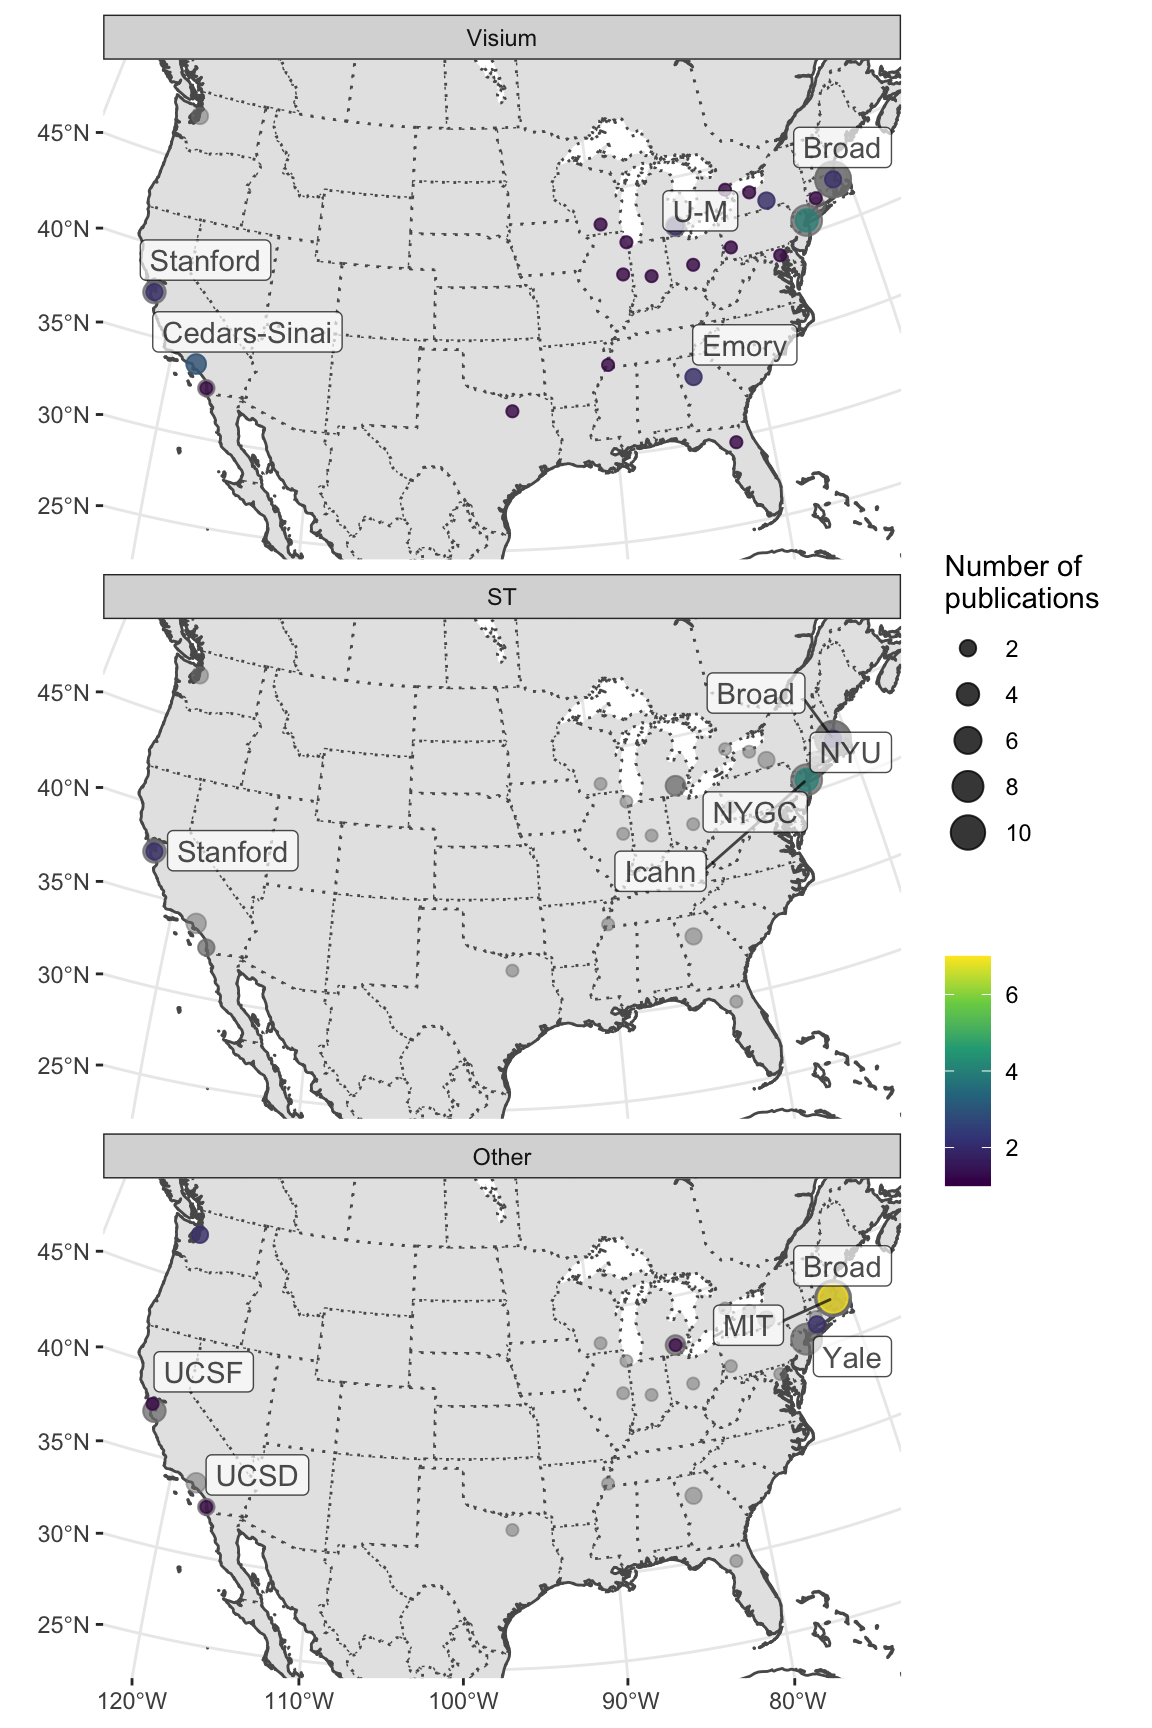 Visium
45°N
40°N
35°N
30°N
25°N
Broad
U-M
Stanford
Cedars-Sinai
Emory
ST
45°N
40°N
35°N
30°N
25°N
Broad
NYU
NYGC
Stanford
Icahn
Other
45°N
40°N
35°N
30°N
25°N
Broad
MIT
Yale
UCSF
UCSD
120°W
110°W
100°W
90°W
80°W
Number of
publications
2
4
6
8
10
6
4
2